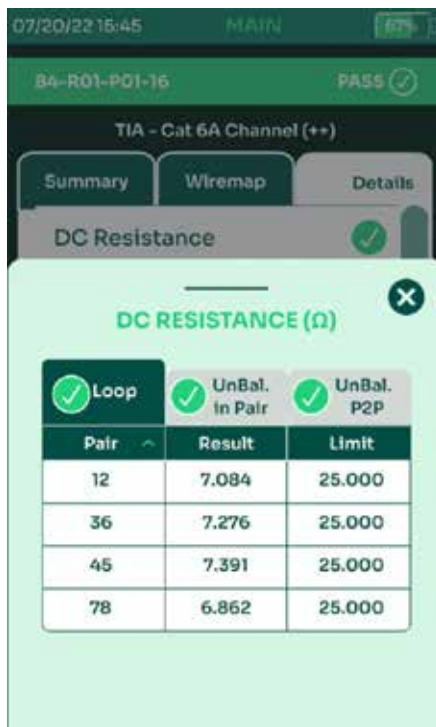 07/20/22 15:45 MAIN 67%
B4-R01-P01-16 PASS
TIA - Cat 6A Channel (++)
Summary Wiremap Details
DC Resistance
DC RESISTANCE (Ω)
Loop UnBal. In Pair UnBal. P2P
Pair Result Limit
12 7.084 25.000
36 7.276 25.000
45 7.391 25.000
78 6.862 25.000